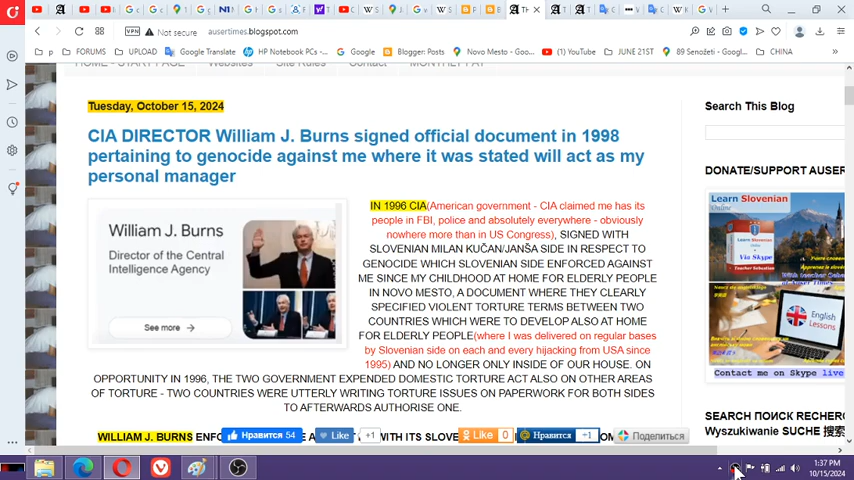 VPN Not secure ausertimes.blogspot.com
p FORUMS UPLOAD Google Translate HP Notebook PCs -... Google Blogger: Posts Novo Mesto - Googl... (1) YouTube JUNE 21ST 89 Senožeti - Googl... CHINA
HOME - START PAGE Websites Site Rules Contact MONTHLY PAY
Tuesday, October 15, 2024
CIA DIRECTOR William J. Burns signed official document in 1998
pertaining to genocide against me where it was stated will act as my
personal manager
William J. Burns
Director of the Central
Intelligence Agency
See more →
IN 1996 CIA(American government - CIA claimed me has its
people in FBI, police and absolutely everywhere - obviously
nowhere more than in US Congress), SIGNED WITH
SLOVENIAN MILAN KUČAN/JANŠA SIDE IN RESPECT TO
GENOCIDE WHICH SLOVENIAN SIDE ENFORCED AGAINST
ME SINCE MY CHILDHOOD AT HOME FOR ELDERLY PEOPLE
IN NOVO MESTO, A DOCUMENT WHERE THEY CLEARLY
SPECIFIED VIOLENT TORTURE TERMS BETWEEN TWO
COUNTRIES WHICH WERE TO DEVELOP ALSO AT HOME
FOR ELDERLY PEOPLE(where I was delivered on regular bases
by Slovenian side on each and every hijacking from USA since
1995) AND NO LONGER ONLY INSIDE OF OUR HOUSE. ON
OPPORTUNITY IN 1996, THE TWO GOVERNMENT EXPENDED DOMESTIC TORTURE ACT ALSO ON OTHER AREAS
OF TORTURE - TWO COUNTRIES WERE UTTERLY WRITING TORTURE ISSUES ON PAPERWORK FOR BOTH SIDES
TO AFTERWARDS AUTHORISE ONE.
WILLIAM J. BURNS
Нравится 54 Like +1 Like 0 Нравится +1 Поделиться
Search This Blog
DONATE/SUPPORT AUSER
Learn Slovenian
Online
Via Skype
English
Lessons
Contact me on Skype live
SEARCH ПОИСК RECHER
Wyszukiwanie SUCHE 搜索
1:37 PM
10/15/2024